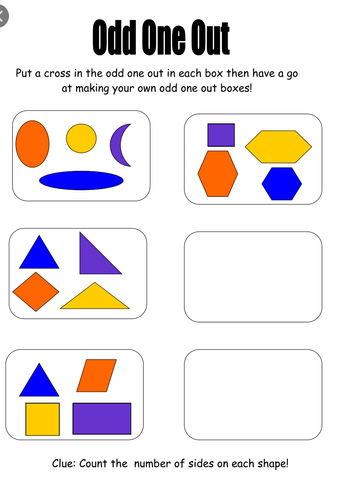 Odd One Out
Put a cross in the odd one out in each box then have a go
at making your own odd one out boxes!
Clue: Count the number of sides on each shape!